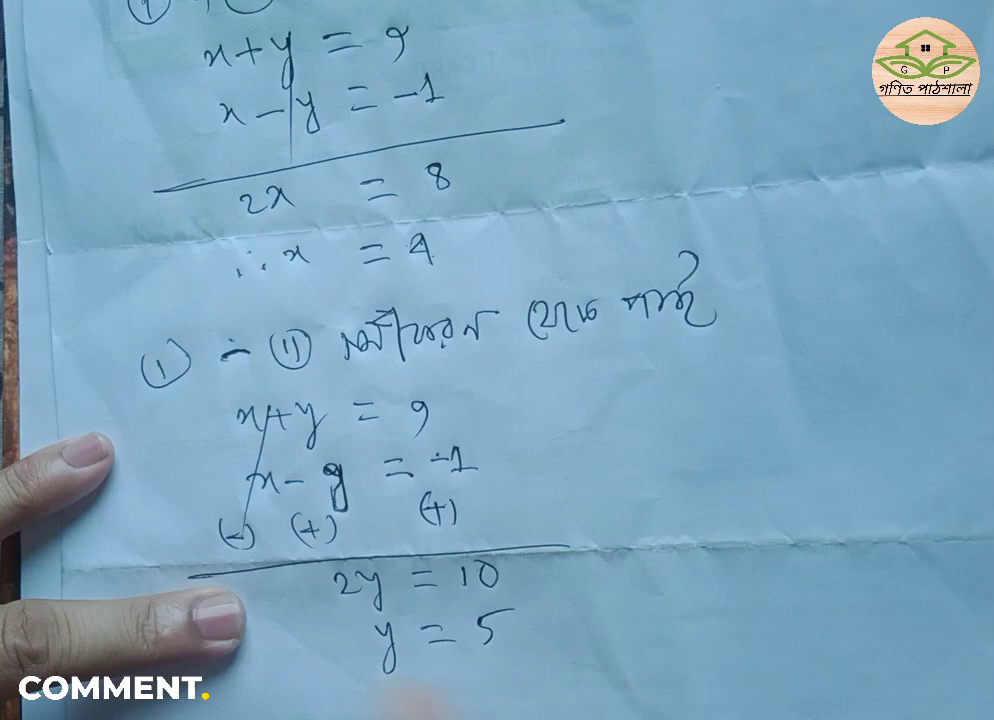 x + y = 9
x - y = -1
2x = 8
∴ x = 4
(i) - (ii) সমীকরণ হতে পাই
x + y = 9
x - y = -1
(-) (+) (+)
2y = 10
y = 5
G P
গণিত পাঠশালা
COMMENT.